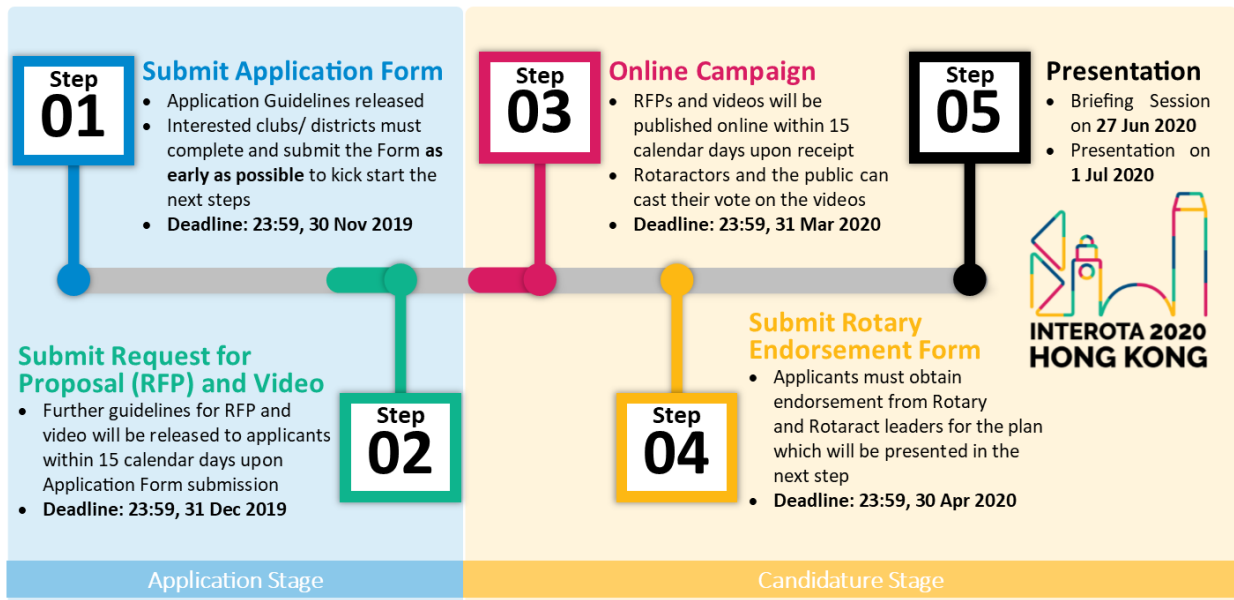 Step
01
Submit Application Form
• Application Guidelines released
• Interested clubs/ districts must
complete and submit the Form as
early as possible to kick start the
next steps
• Deadline: 23:59, 30 Nov 2019
Submit Request for
Proposal (RFP) and Video
• Further guidelines for RFP and
video will be released to applicants
within 15 calendar days upon
Application Form submission
• Deadline: 23:59, 31 Dec 2019
Step
02
Step
03
Online Campaign
• RFPs and videos will be
published online within 15
calendar days upon receipt
• Rotaractors and the public can
cast their vote on the videos
• Deadline: 23:59, 31 Mar 2020
Step
04
Submit Rotary
Endorsement Form
• Applicants must obtain
endorsement from Rotary
and Rotaract leaders for the plan
which will be presented in the
next step
• Deadline: 23:59, 30 Apr 2020
Step
05
Presentation
• Briefing Session
on 27 Jun 2020
• Presentation on
1 Jul 2020
INTEROTA 2020
HONG KONG
Application Stage
Candidature Stage